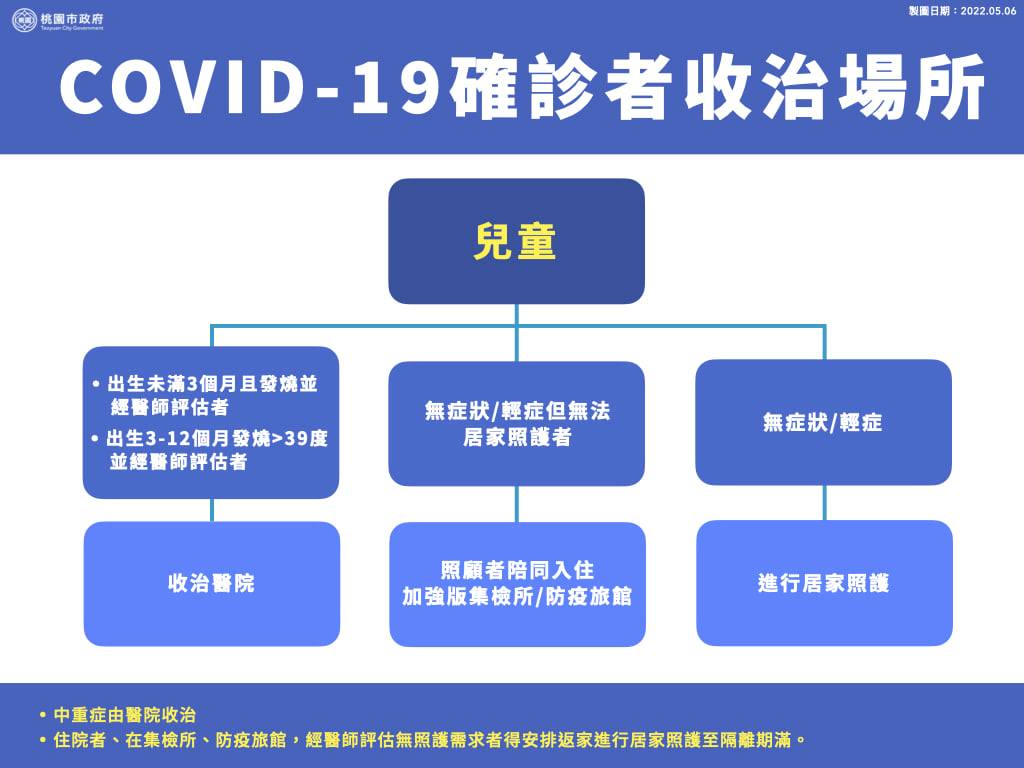 桃園市政府
Taoyuan City Government
製圖日期：2022.05.06
COVID-19確診者收治場所
兒童
• 出生未滿3個月且發燒並
經醫師評估者
• 出生3-12個月發燒>39度
並經醫師評估者
無症狀/輕症但無法
居家照護者
無症狀/輕症
收治醫院
照顧者陪同入住
加強版集檢所/防疫旅館
進行居家照護
• 中重症由醫院收治
• 住院者、在集檢所、防疫旅館，經醫師評估無照護需求者得安排返家進行居家照護至隔離期滿。